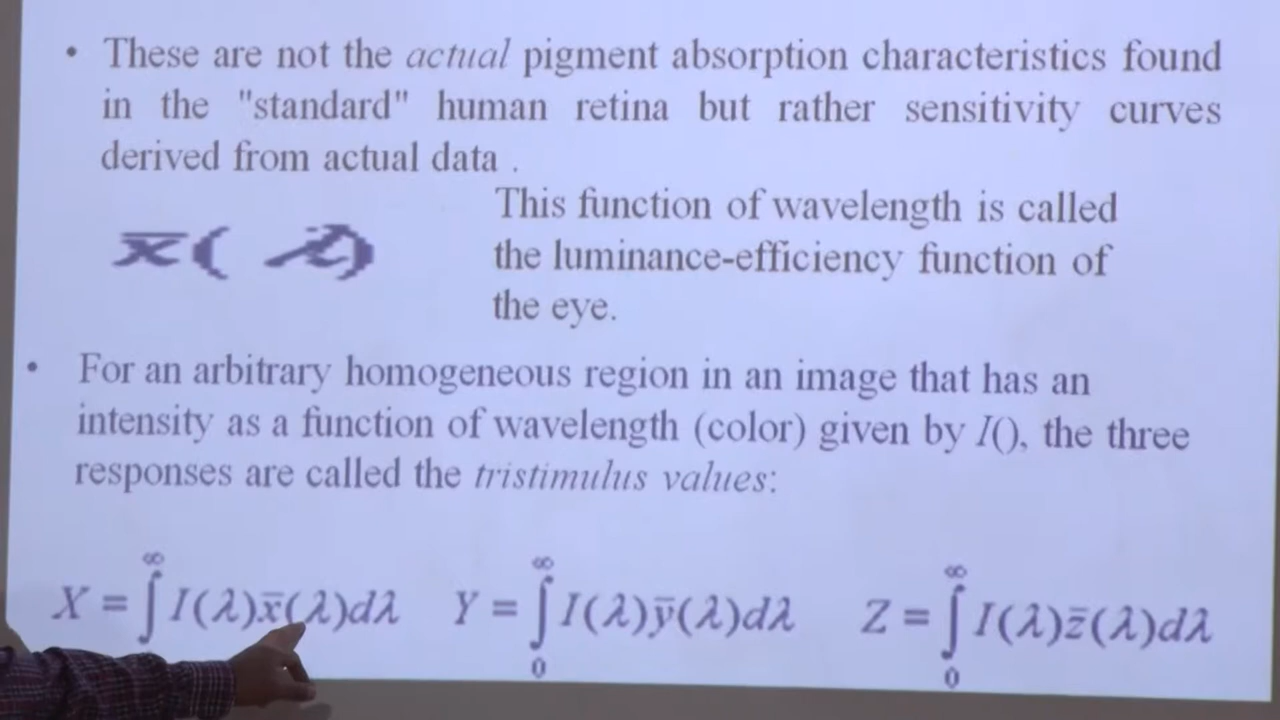 • These are not the actual pigment absorption characteristics found
in the "standard" human retina but rather sensitivity curves
derived from actual data .
x̅( λ)
This function of wavelength is called
the luminance-efficiency function of
the eye.
• For an arbitrary homogeneous region in an image that has an
intensity as a function of wavelength (color) given by I(), the three
responses are called the tristimulus values:
X = ∫ I(λ)x̅(λ)dλ Y = ∫₀^∞ I(λ)y̅(λ)dλ Z = ∫₀^∞ I(λ)z̅(λ)dλ